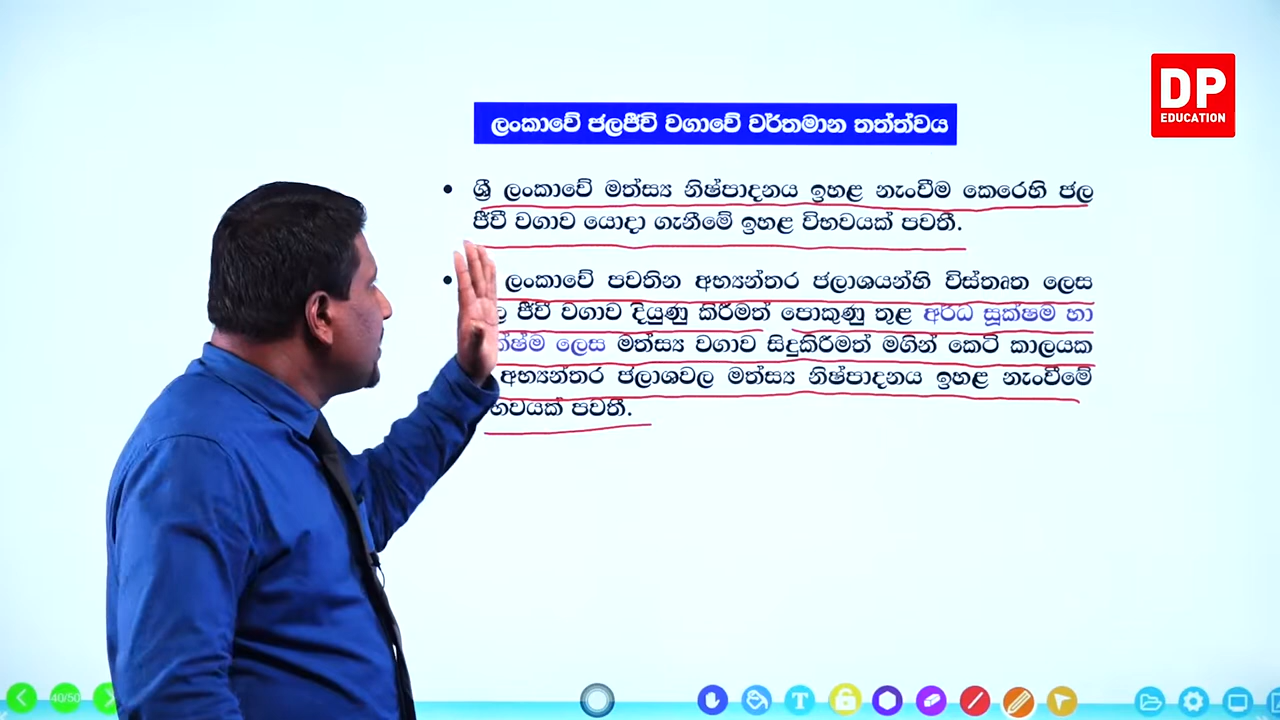 DP
EDUCATION
ලංකාවේ ජලජීවී වගාවේ වර්තමාන තත්ත්වය
• ශ්‍රී ලංකාවේ මත්ස්‍ය නිෂ්පාදනය ඉහළ නැංවීම කෙරෙහි ජල
ජීවී වගාව යොදා ගැනීමේ ඉහළ විභවයක් පවතී.
• ලංකාවේ පවතින අභ්‍යන්තර ජලාශයන්හි විස්තෘත ලෙස
ජීවී වගාව දියුණු කිරීමත් පොකුණු තුළ අර්ධ සූක්ෂම හා
ලෙස මත්ස්‍ය වගාව සිදුකිරීමත් මගින් කෙටි කාලයක
අභ්‍යන්තර ජලාශවල මත්ස්‍ය නිෂ්පාදනය ඉහළ නැංවීමේ
පවතී.
40/50